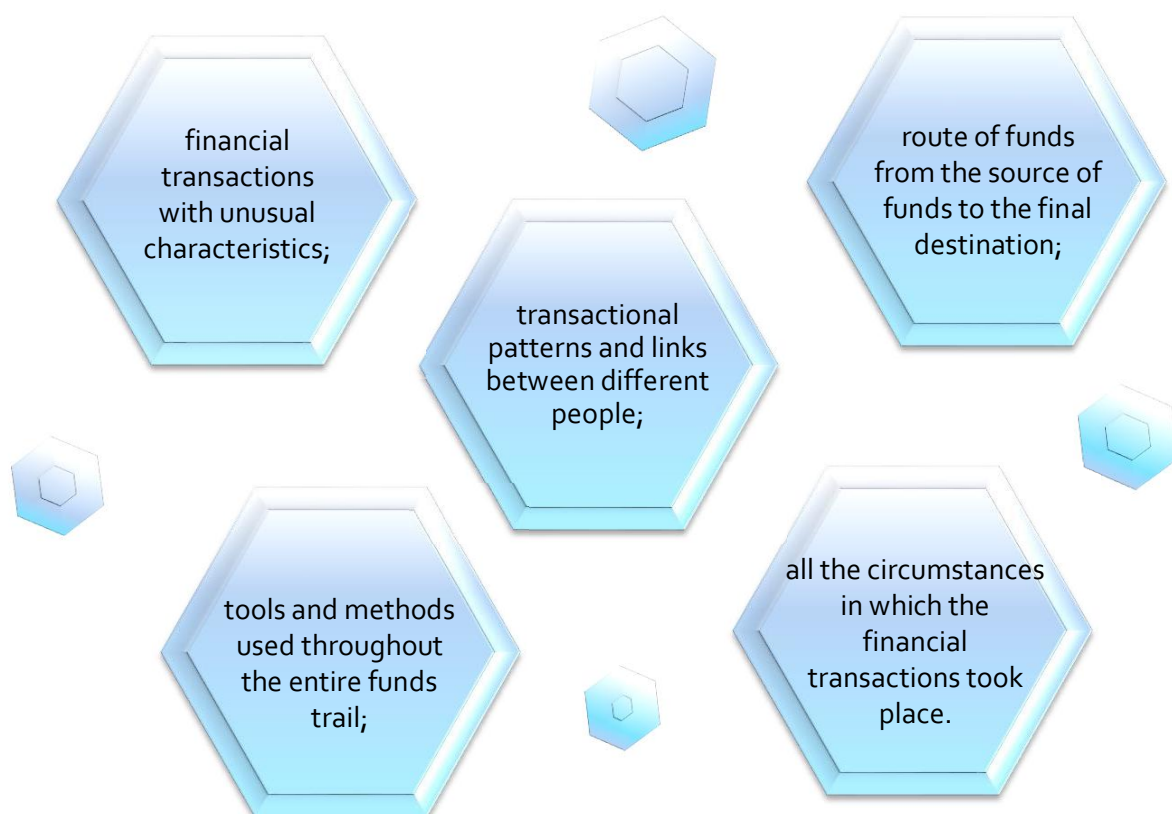 financial
transactions
with unusual
characteristics;
route of funds
from the source of
funds to the final
destination;
transactional
patterns and links
between different
people;
tools and methods
used throughout
the entire funds
trail;
all the circumstances
in which the
financial
transactions took
place.